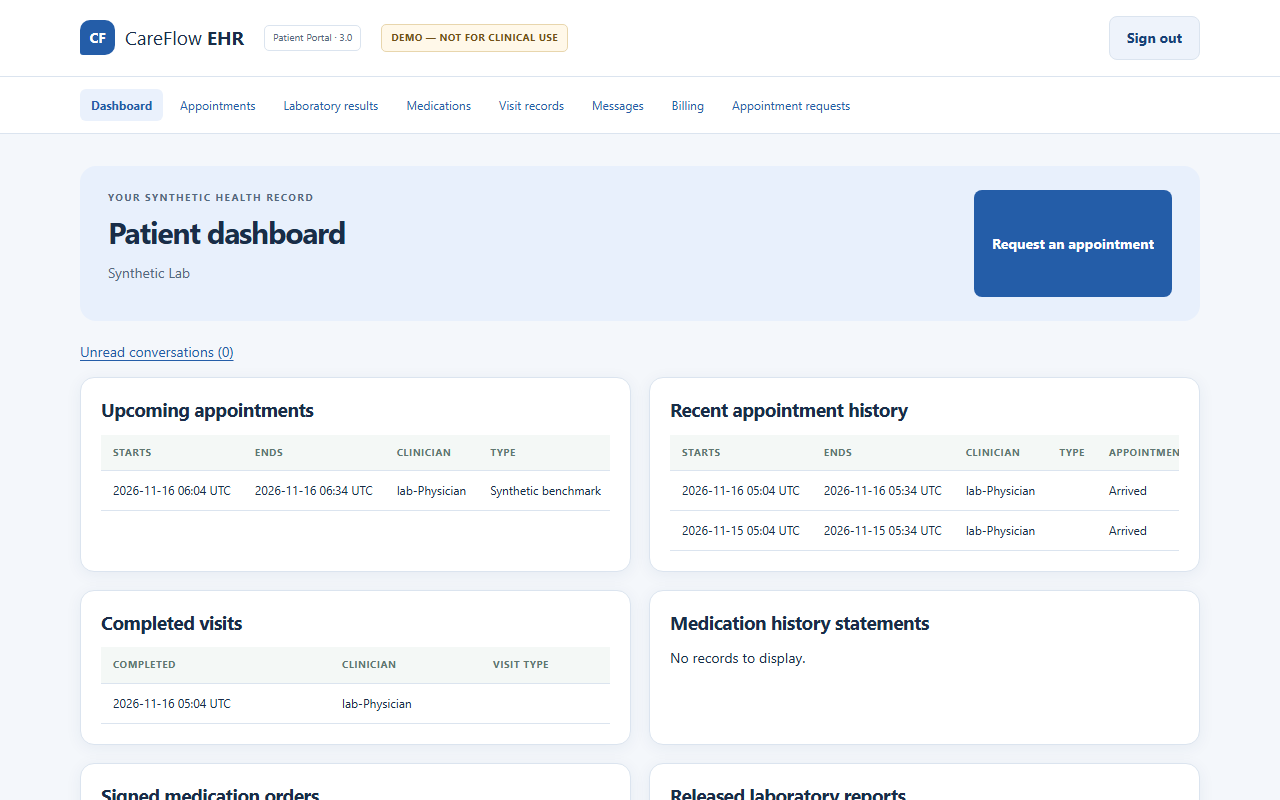 CF CareFlow EHR Patient Portal · 3.0 DEMO — NOT FOR CLINICAL USE Sign out
Dashboard Appointments Laboratory results Medications Visit records Messages Billing Appointment requests
YOUR SYNTHETIC HEALTH RECORD
Patient dashboard
Synthetic Lab
Request an appointment
Unread conversations (0)
Upcoming appointments
STARTS ENDS CLINICIAN TYPE
2026-11-16 06:04 UTC 2026-11-16 06:34 UTC lab-Physician Synthetic benchmark
Recent appointment history
STARTS ENDS CLINICIAN TYPE APPOINTMEN
2026-11-16 05:04 UTC 2026-11-16 05:34 UTC lab-Physician Arrived
2026-11-15 05:04 UTC 2026-11-15 05:34 UTC lab-Physician Arrived
Completed visits
COMPLETED CLINICIAN VISIT TYPE
2026-11-16 05:04 UTC lab-Physician
Medication history statements
No records to display.
Signed medication orders
Released laboratory reports